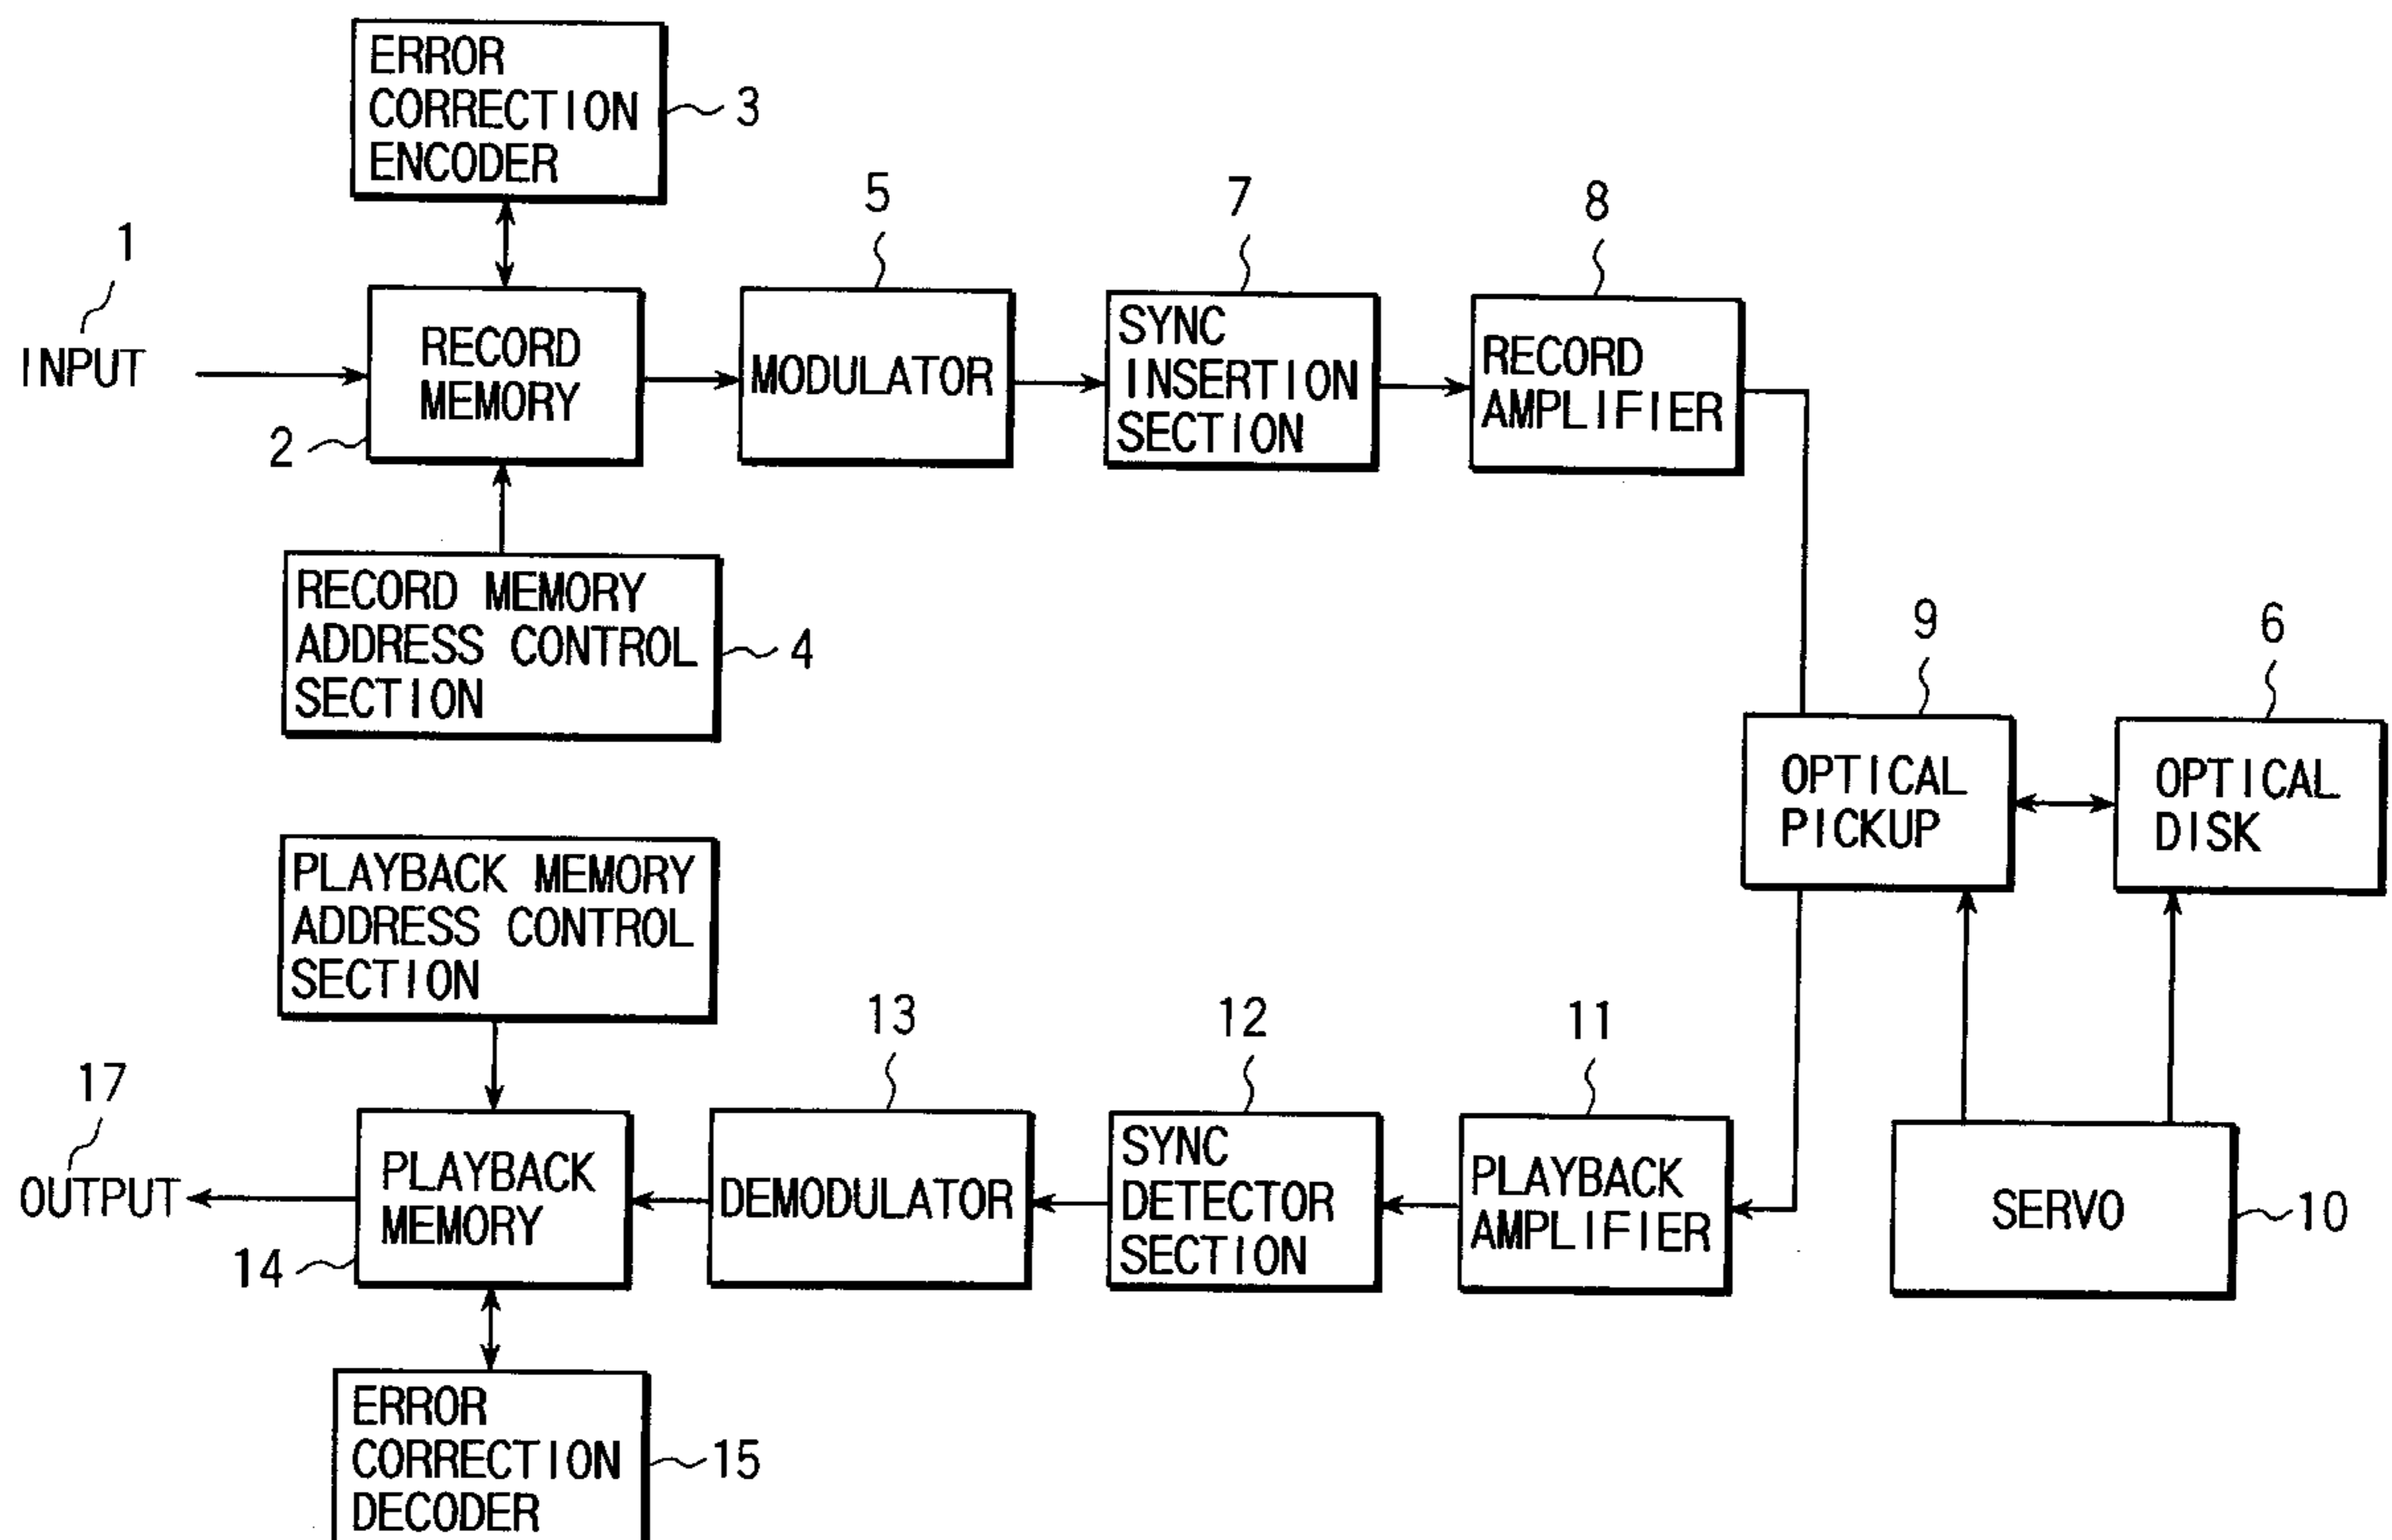 ERROR
CORRECTION
ENCODER
3
1
INPUT
RECORD
MEMORY
2
5
MODULATOR
7
SYNC
INSERTION
SECTION
8
RECORD
AMPLIFIER
RECORD MEMORY
ADDRESS CONTROL
SECTION
4
9
OPTICAL
PICKUP
6
OPTICAL
DISK
PLAYBACK MEMORY
ADDRESS CONTROL
SECTION
17
OUTPUT
PLAYBACK
MEMORY
14
13
DEMODULATOR
12
SYNC
DETECTOR
SECTION
11
PLAYBACK
AMPLIFIER
SERVO
10
ERROR
CORRECTION
DECODER
15